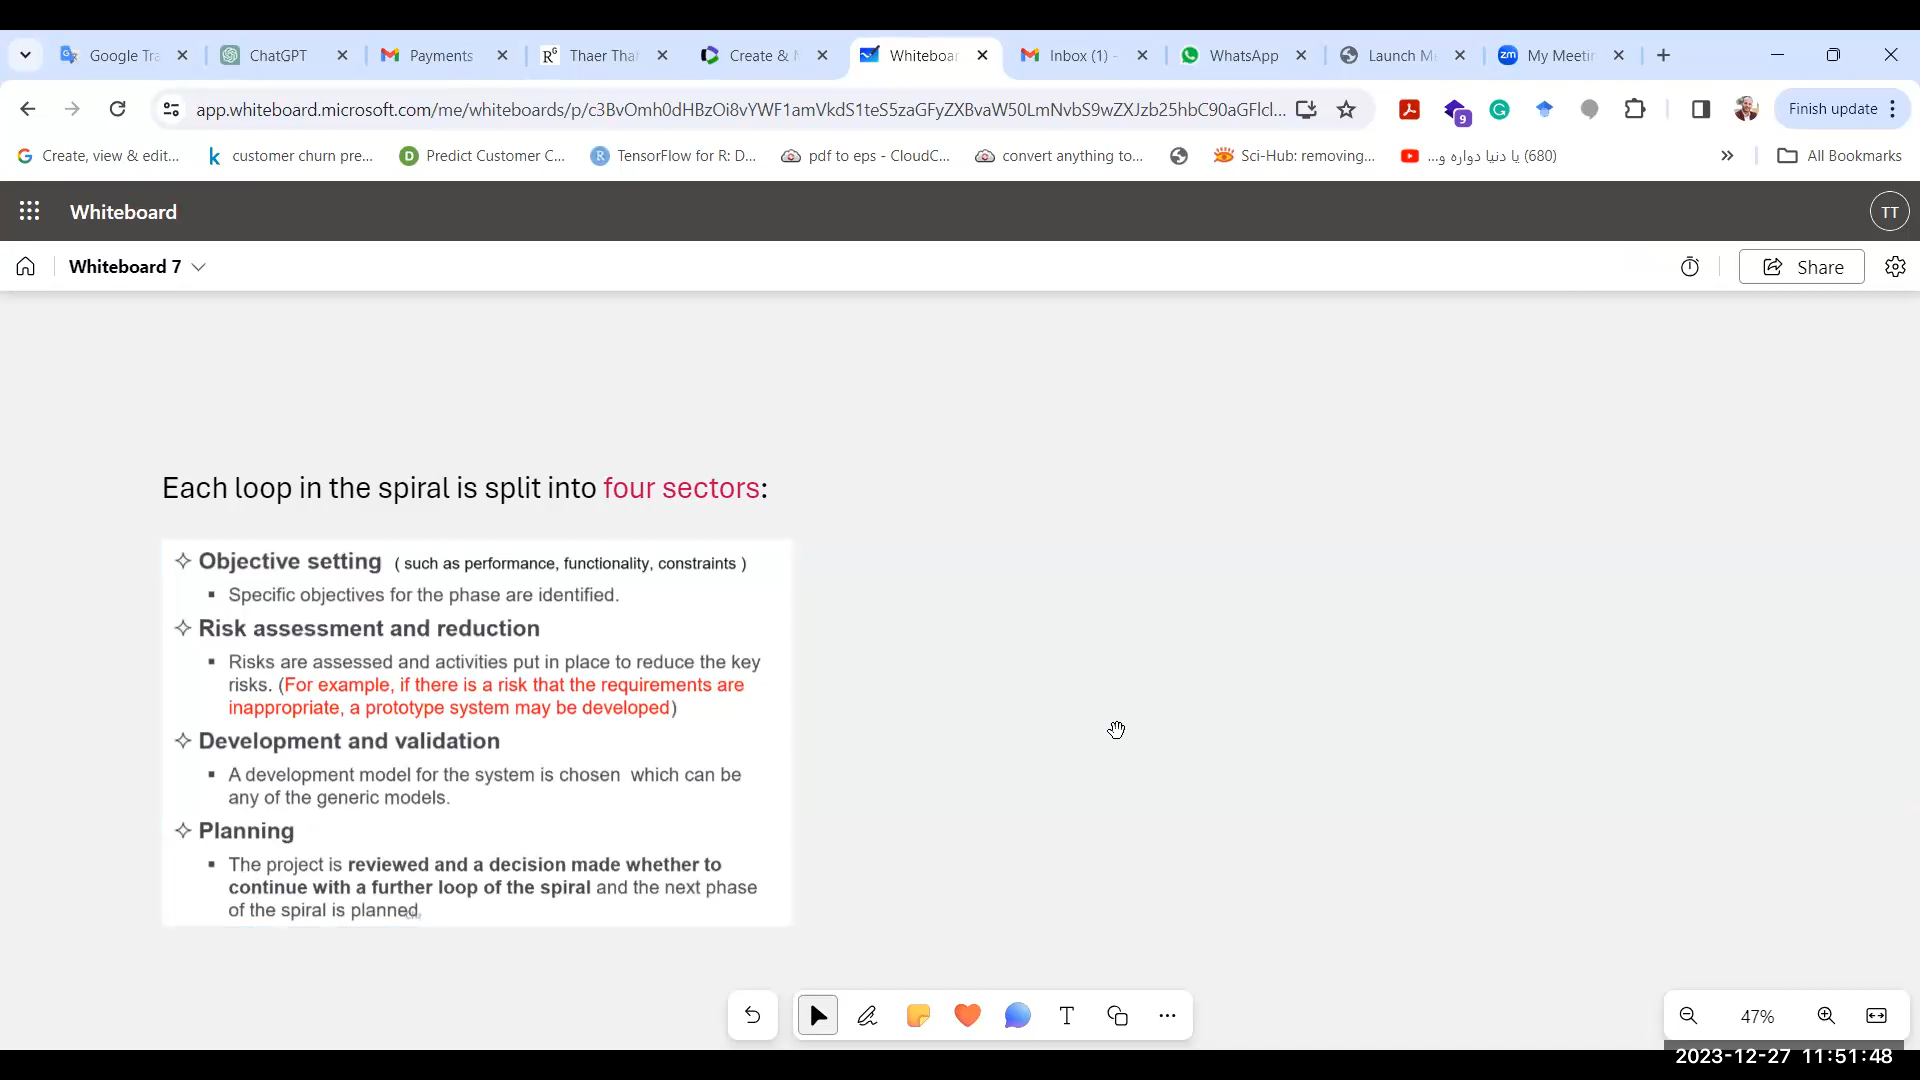 Google Tra
ChatGPT
Payments
Thaer Tha
Create & M
Whiteboar
Inbox (1) -
WhatsApp
Launch Me
My Meetin
app.whiteboard.microsoft.com/me/whiteboards/p/c3BvOmh0dHBzOi8vYWF1amVkdS1teS5zaGFyZXBvaW50LmNvbS9wZXJzb25hbC90aGFlcl...
9
Finish update
Create, view & edit...
customer churn pre...
Predict Customer C...
TensorFlow for R: D...
pdf to eps - CloudC...
convert anything to...
Sci-Hub: removing...
(680) يا دنيا دواره و...
All Bookmarks
Whiteboard
TT
Whiteboard 7
Share
Each loop in the spiral is split into four sectors:
Objective setting ( such as performance, functionality, constraints )
Specific objectives for the phase are identified.
Risk assessment and reduction
Risks are assessed and activities put in place to reduce the key
risks. (For example, if there is a risk that the requirements are
inappropriate, a prototype system may be developed)
Development and validation
A development model for the system is chosen which can be
any of the generic models.
Planning
The project is reviewed and a decision made whether to
continue with a further loop of the spiral and the next phase
of the spiral is planned
47%
2023-12-27 11:51:48